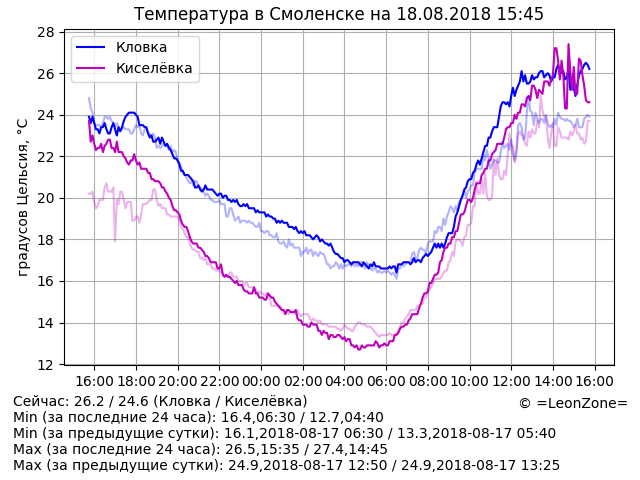 Температура в Смоленске на 18.08.2018 15:45
Кловка
Киселёвка
градусов Цельсия, °C
28
26
24
22
20
18
16
14
12
16:00 18:00 20:00 22:00 00:00 02:00 04:00 06:00 08:00 10:00 12:00 14:00 16:00
Сейчас: 26.2 / 24.6 (Кловка / Киселёвка)
© =LeonZone=
Min (за последние 24 часа): 16.4,06:30 / 12.7,04:40
Min (за предыдущие сутки): 16.1,2018-08-17 06:30 / 13.3,2018-08-17 05:40
Max (за последние 24 часа): 26.5,15:35 / 27.4,14:45
Max (за предыдущие сутки): 24.9,2018-08-17 12:50 / 24.9,2018-08-17 13:25